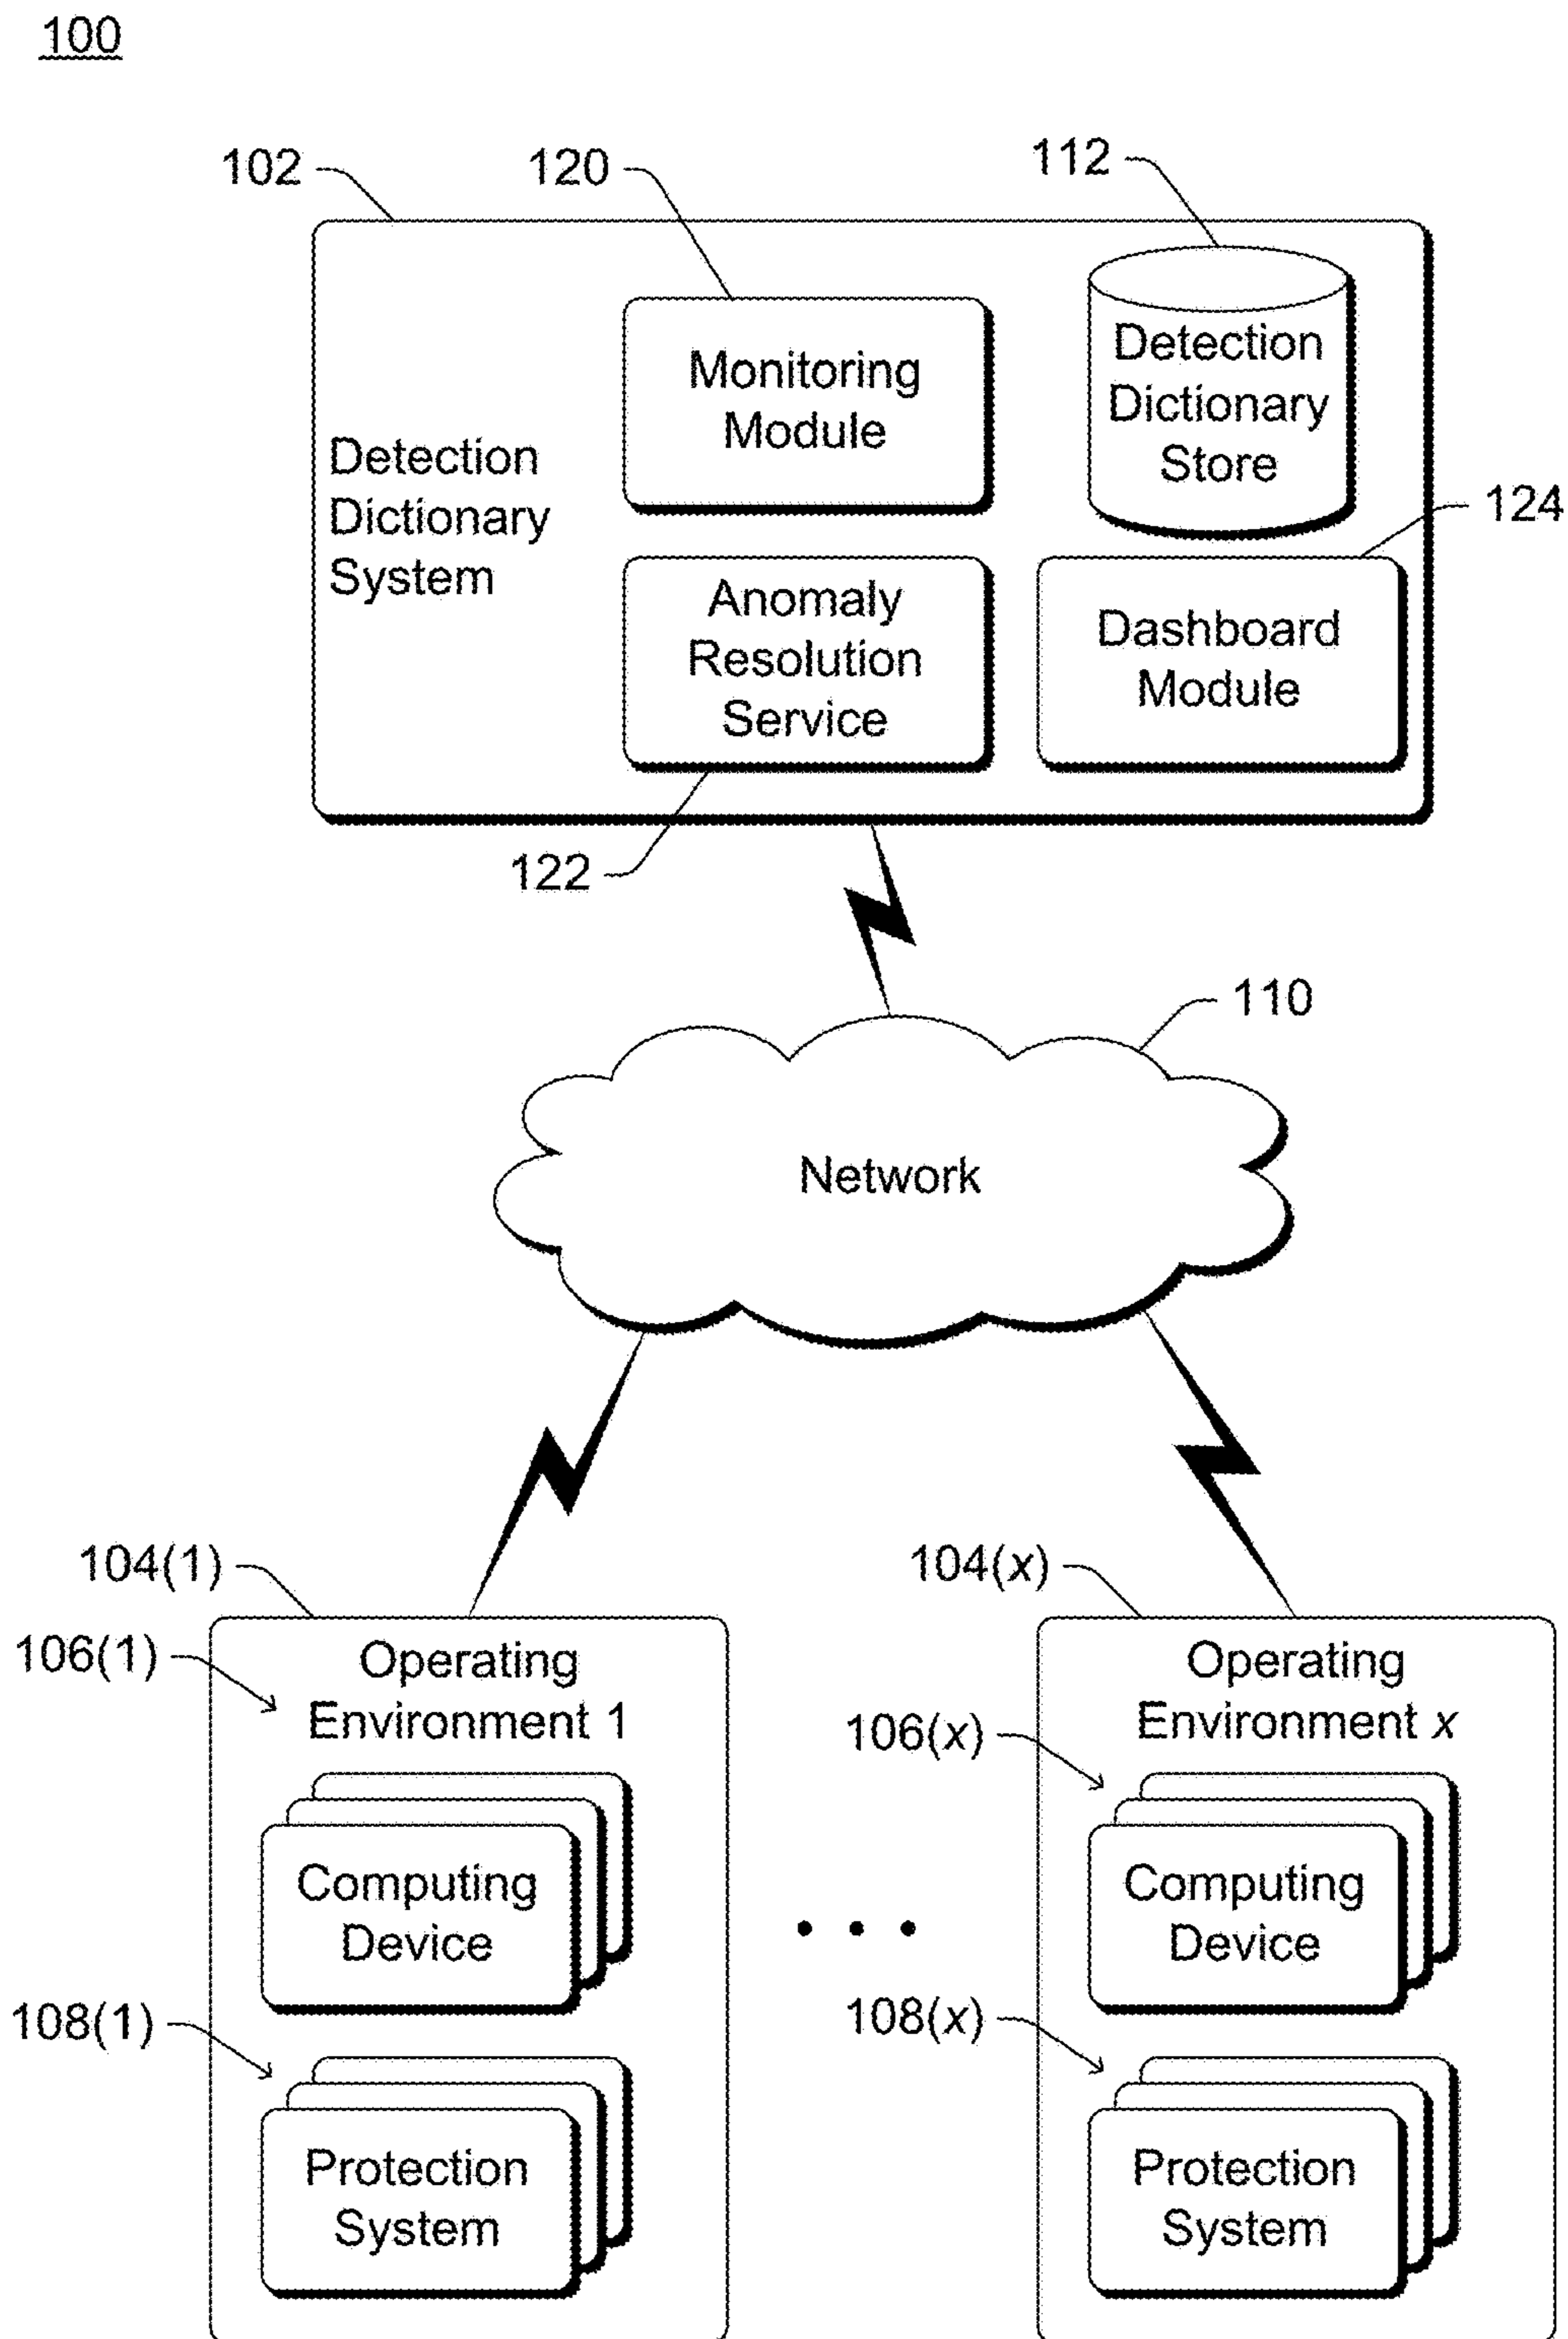 100
102
120
112
Monitoring
Module
Detection
Dictionary
Store
Detection
Dictionary
System
124
Anomaly
Resolution
Service
Dashboard
Module
122
110
Network
104(1)
104(x)
106(1)
Operating
Environment 1
Operating
Environment x
106(x)
Computing
Device
• • •
Computing
Device
108(1)
108(x)
Protection
System
Protection
System